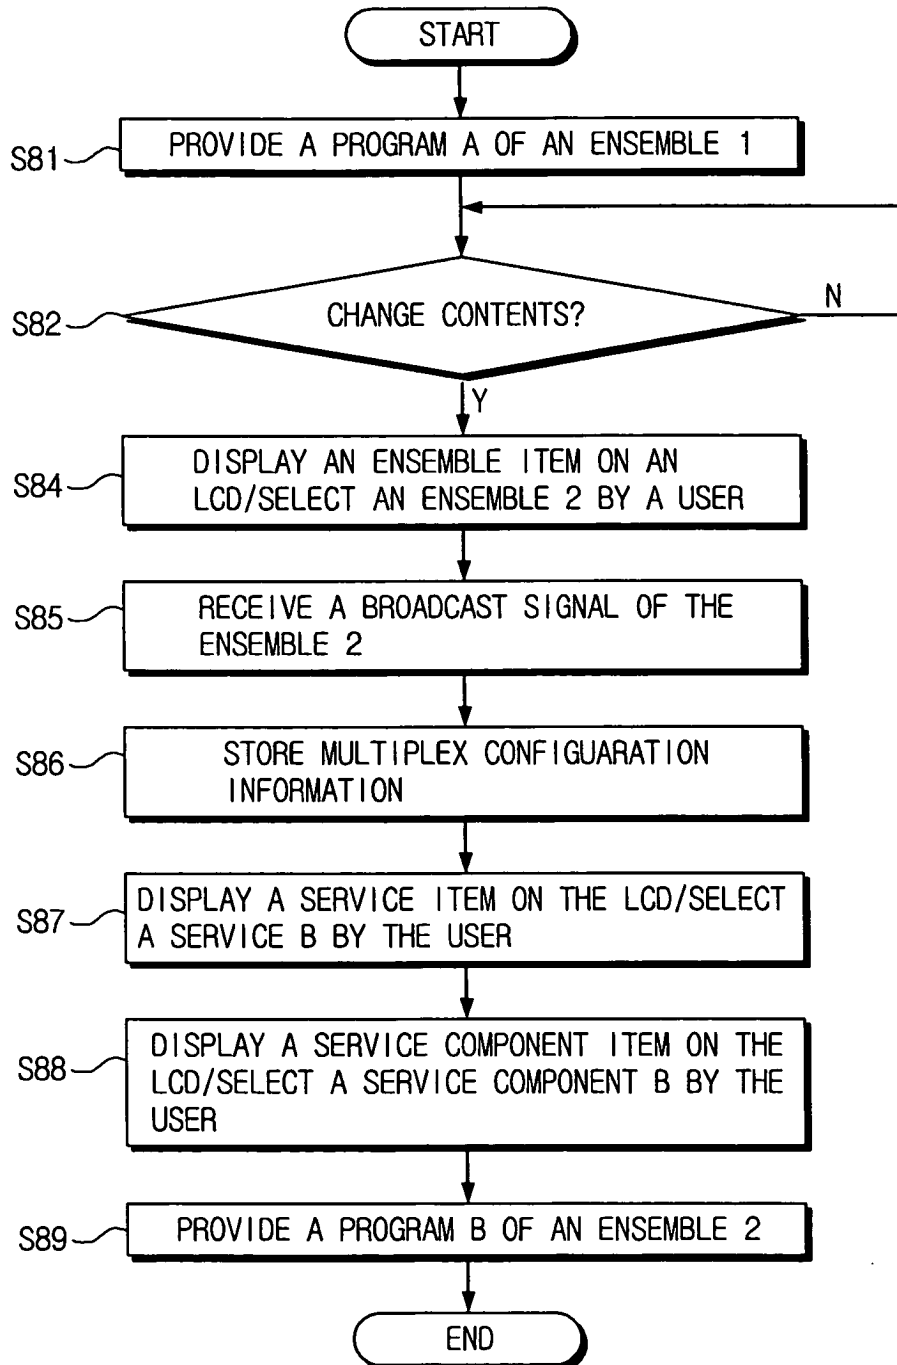 START
S81
PROVIDE A PROGRAM A OF AN ENSEMBLE 1
S82
CHANGE CONTENTS?
N
Y
S84
DISPLAY AN ENSEMBLE ITEM ON AN
LCD/SELECT AN ENSEMBLE 2 BY A USER
S85
RECEIVE A BROADCAST SIGNAL OF THE
ENSEMBLE 2
S86
STORE MULTIPLEX CONFIGUARATION
INFORMATION
S87
DISPLAY A SERVICE ITEM ON THE LCD/SELECT
A SERVICE B BY THE USER
S88
DISPLAY A SERVICE COMPONENT ITEM ON THE
LCD/SELECT A SERVICE COMPONENT B BY THE
USER
S89
PROVIDE A PROGRAM B OF AN ENSEMBLE 2
END